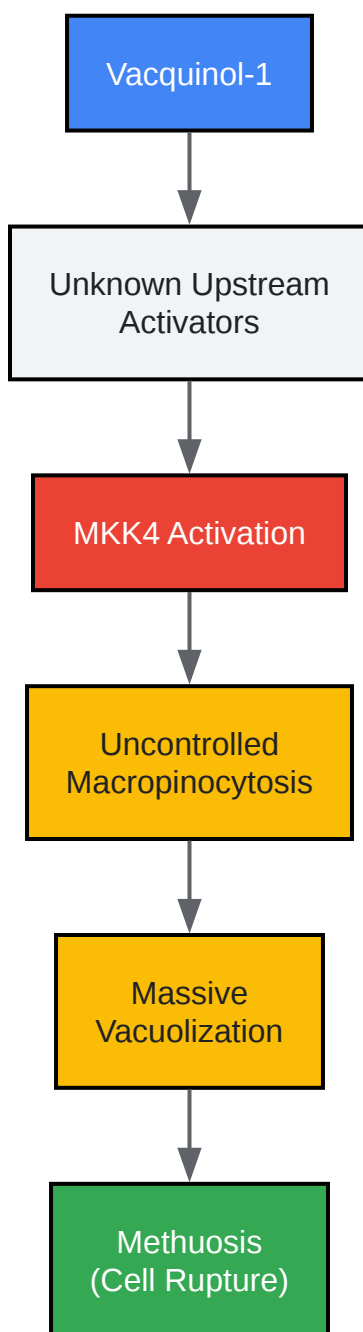 Vacquinol-1
Unknown Upstream
Activators
MKK4 Activation
Uncontrolled
Macropinocytosis
Massive
Vacuolization
Methuosis
(Cell Rupture)